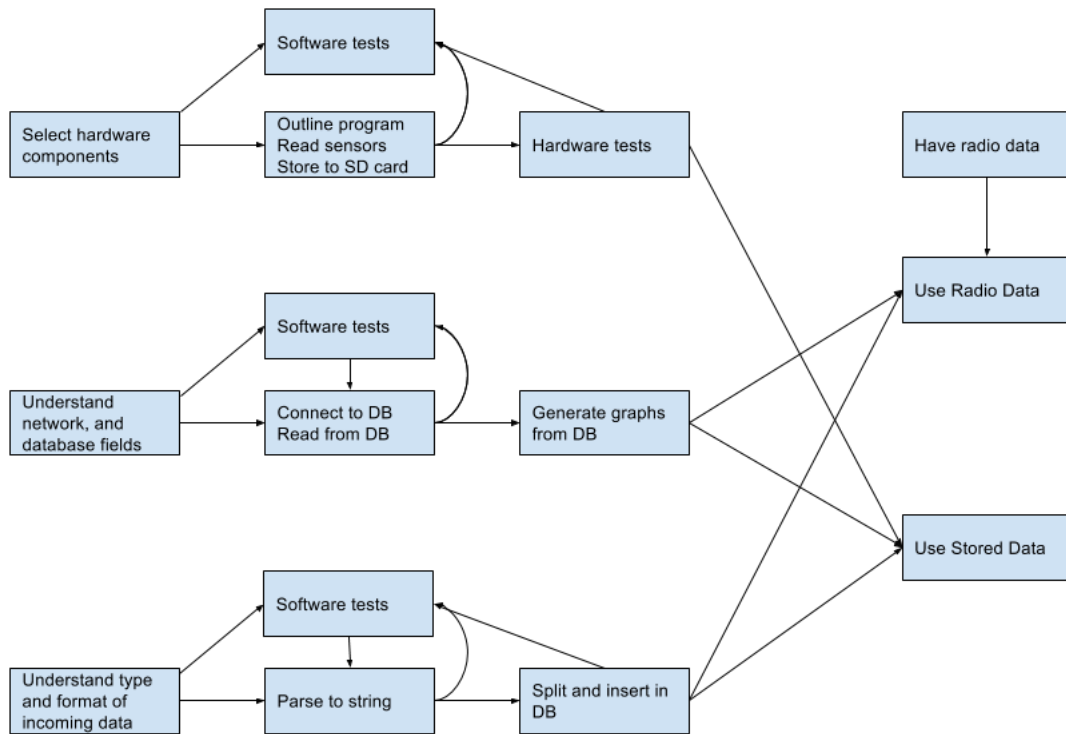 Software tests
Select hardware
components
Outline program
Read sensors
Store to SD card
Hardware tests
Have radio data
Use Radio Data
Software tests
Understand
network, and
database fields
Connect to DB
Read from DB
Generate graphs
from DB
Use Stored Data
Software tests
Understand type
and format of
incoming data
Parse to string
Split and insert in
DB